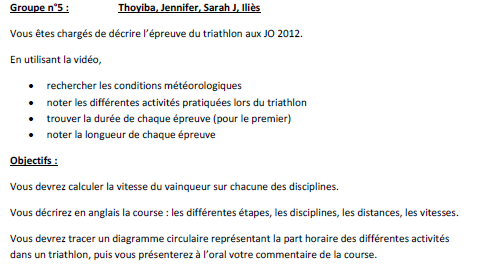 Groupe n°5 : Thoyiba, Jennifer, Sarah J, Iliès
Vous êtes chargés de décrire l'épreuve du triathlon aux JO 2012.
En utilisant la vidéo,
• rechercher les conditions météorologiques
• noter les différentes activités pratiquées lors du triathlon
• trouver la durée de chaque épreuve (pour le premier)
• noter la longueur de chaque épreuve
Objectifs :
Vous devrez calculer la vitesse du vainqueur sur chacune des disciplines.
Vous décrirez en anglais la course : les différentes étapes, les disciplines, les distances, les vitesses.
Vous devrez tracer un diagramme circulaire représentant la part horaire des différentes activités
dans un triathlon, puis vous présenterez à l'oral votre commentaire de la course.